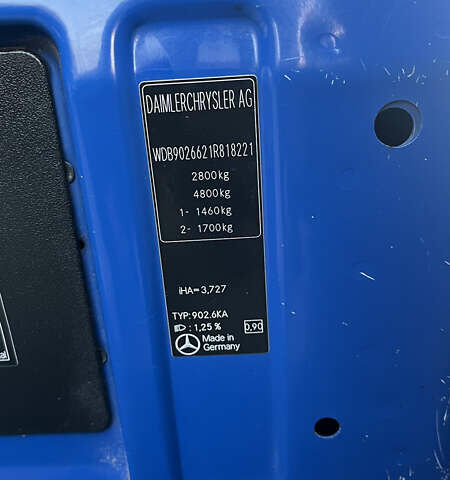 DAIMLERCHRYSLER AG
WDB9026621R818221
2800kg
4800kg
1- 1460kg
2- 1700kg
iHA=3,727
TYP:902.6KA
: 1,25 % 0,90
Made in
Germany